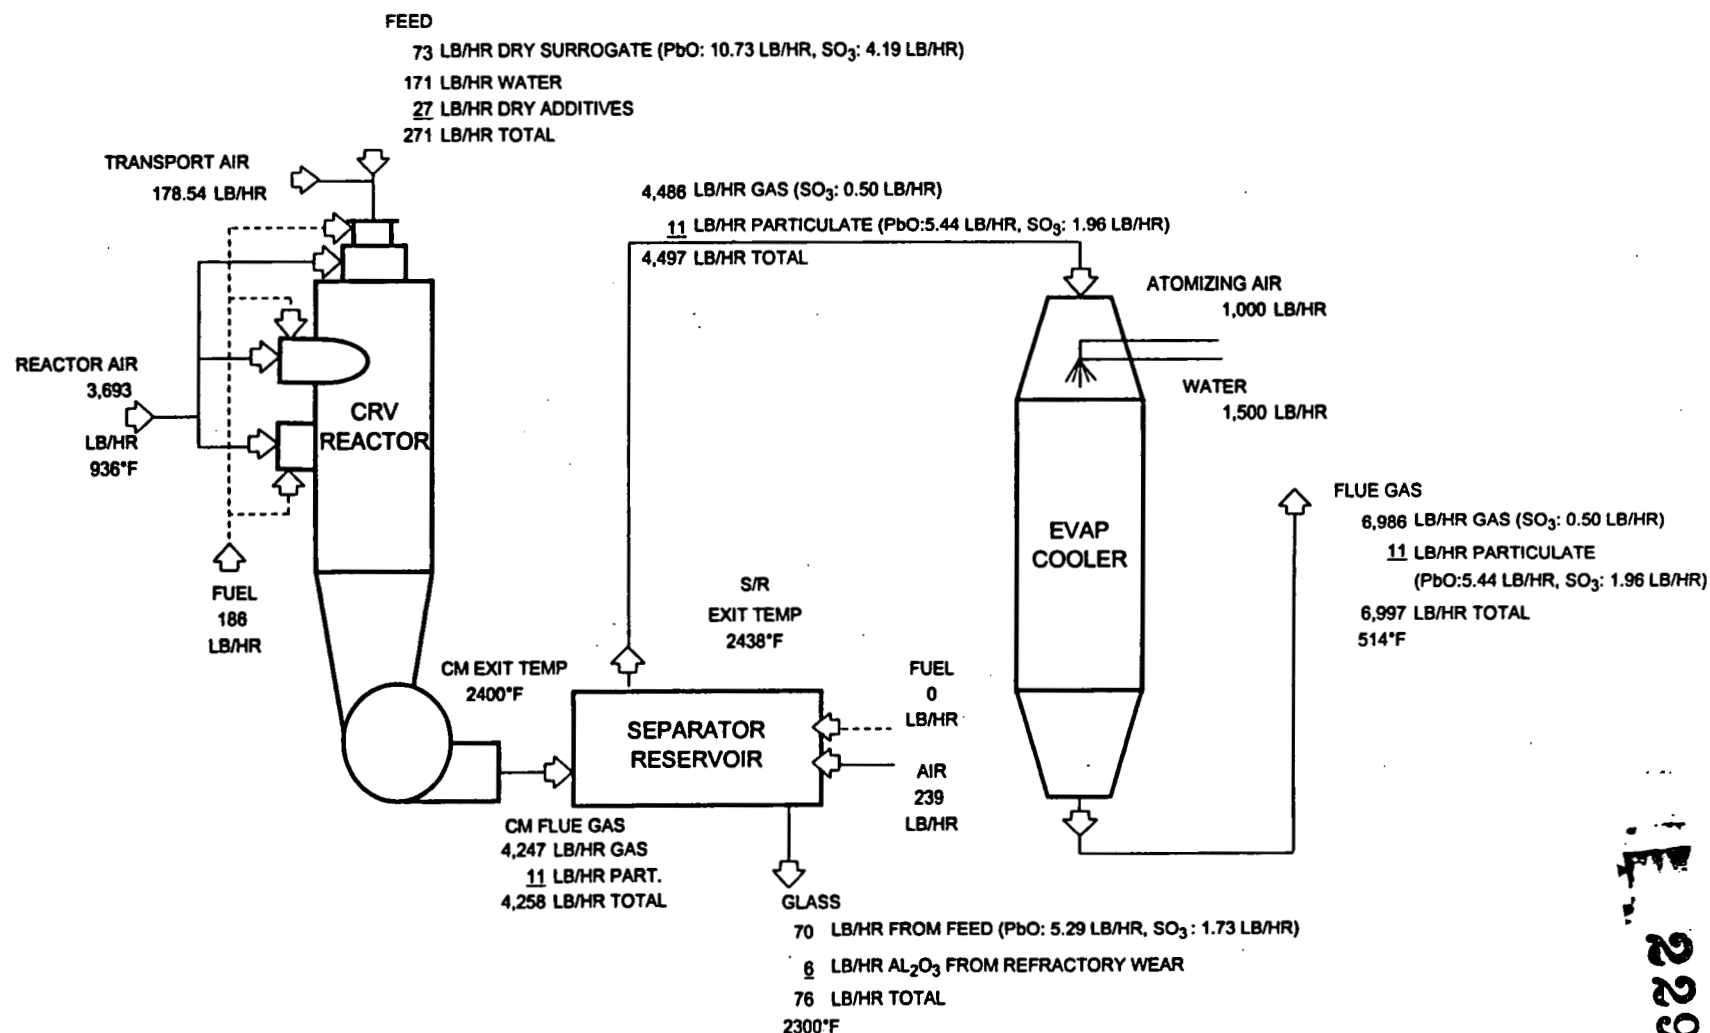 FEED
73 LB/HR DRY SURROGATE (PbO: 10.73 LB/HR, SO3: 4.19 LB/HR)
171 LB/HR WATER
27 LB/HR DRY ADDITIVES
271 LB/HR TOTAL
TRANSPORT AIR
178.54 LB/HR
4,486 LB/HR GAS (SO3: 0.50 LB/HR)
11 LB/HR PARTICULATE (PbO:5.44 LB/HR, SO3: 1.96 LB/HR)
4,497 LB/HR TOTAL
ATOMIZING AIR
1,000 LB/HR
WATER
1,500 LB/HR
REACTOR AIR
3,693
LB/HR
936°F
CRV
REACTOR
FUEL
186
LB/HR
EVAP
COOLER
FLUE GAS
6,986 LB/HR GAS (SO3: 0.50 LB/HR)
11 LB/HR PARTICULATE
(PbO:5.44 LB/HR, SO3: 1.96 LB/HR)
6,997 LB/HR TOTAL
514°F
S/R
EXIT TEMP
2438°F
CM EXIT TEMP
2400°F
FUEL
0
LB/HR
SEPARATOR
RESERVOIR
AIR
239
LB/HR
CM FLUE GAS
4,247 LB/HR GAS
11 LB/HR PART.
4,258 LB/HR TOTAL
GLASS
70 LB/HR FROM FEED (PbO: 5.29 LB/HR, SO3: 1.73 LB/HR)
6 LB/HR AL2O3 FROM REFRACTORY WEAR
76 LB/HR TOTAL
2300°F
229